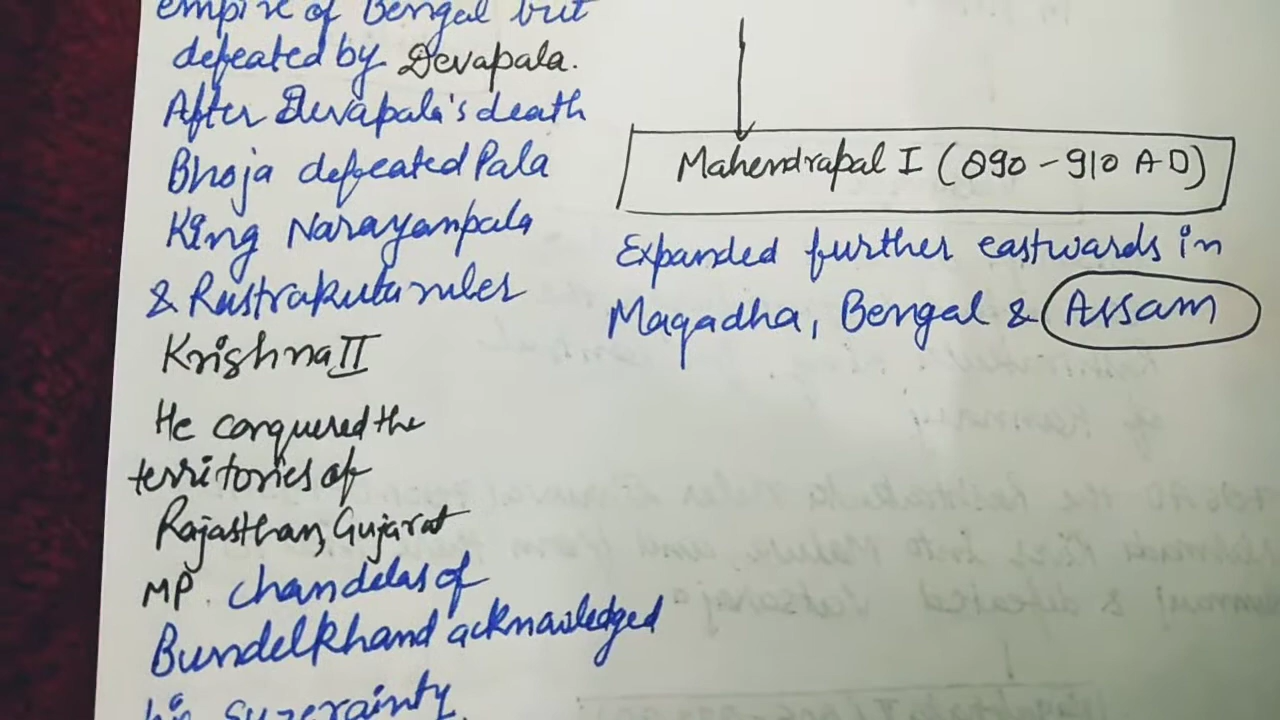 empire of Bengal but
defeated by Devapala.
After Devapala's death
Bhoja defeated Pala
King Narayanpala
& Rastrakuta ruler
Krishna II
He conquered the
territories of
Rajasthan, Gujarat
MP. Chandelas of
Bundelkhand acknowledged
his suzerainty
Mahendrapal I (890-910 AD)
Expanded further eastwards in
Magadha, Bengal & Assam